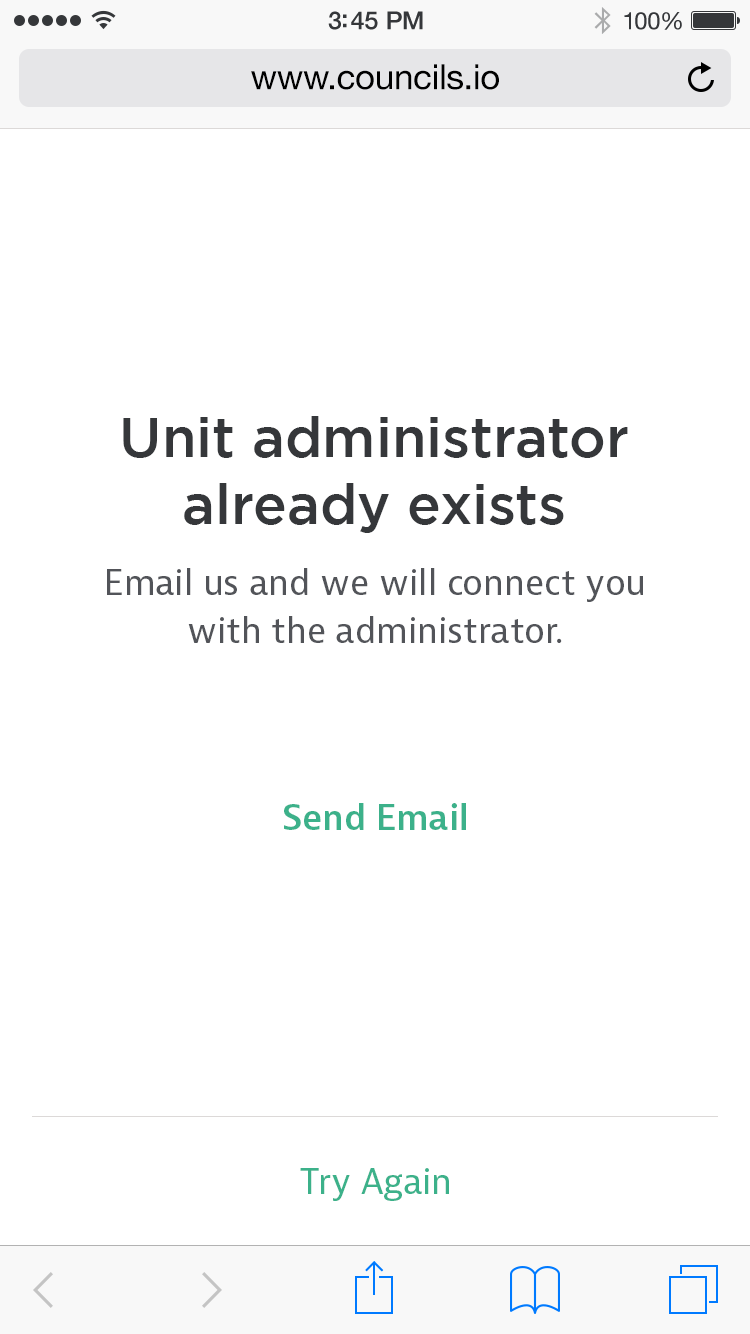 3:45 PM
100%
www.councils.io
Unit administrator
already exists
Email us and we will connect you
with the administrator.
Send Email
Try Again